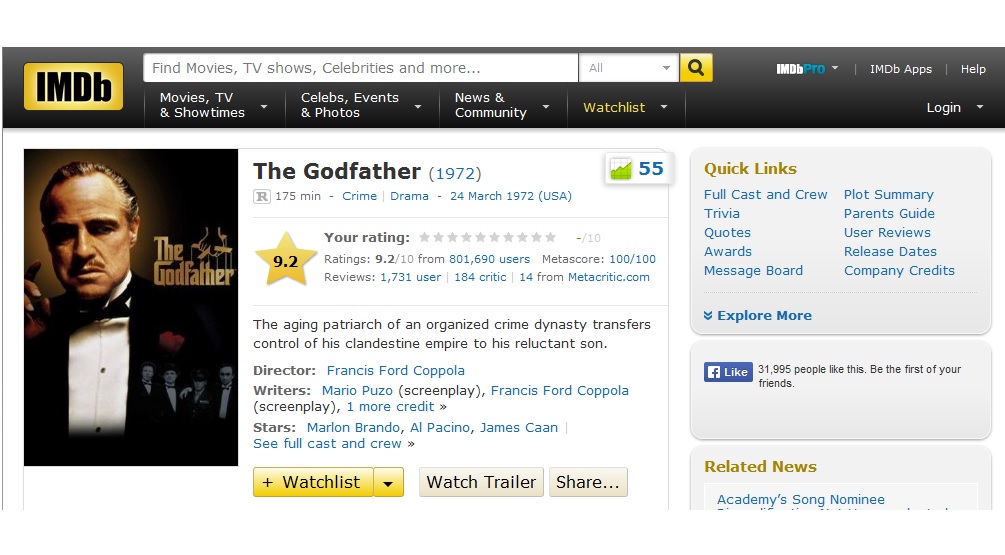 IMDb
Find Movies, TV shows, Celebrities and more...
All
IMDbPro | IMDb Apps | Help
Movies, TV
& Showtimes
Celebs, Events
& Photos
News &
Community
Watchlist
Login
The
Godfather
The Godfather (1972)
55
R 175 min - Crime | Drama - 24 March 1972 (USA)
9.2
Your rating: -/10
Ratings: 9.2/10 from 801,690 users Metascore: 100/100
Reviews: 1,731 user | 184 critic | 14 from Metacritic.com
The aging patriarch of an organized crime dynasty transfers
control of his clandestine empire to his reluctant son.
Director: Francis Ford Coppola
Writers: Mario Puzo (screenplay), Francis Ford Coppola
(screenplay), 1 more credit »
Stars: Marlon Brando, Al Pacino, James Caan |
See full cast and crew »
+ Watchlist
Watch Trailer
Share...
Quick Links
Full Cast and Crew
Trivia
Quotes
Awards
Message Board
Plot Summary
Parents Guide
User Reviews
Release Dates
Company Credits
Explore More
Like
31,995 people like this. Be the first of your
friends.
Related News
Academy's Song Nominee